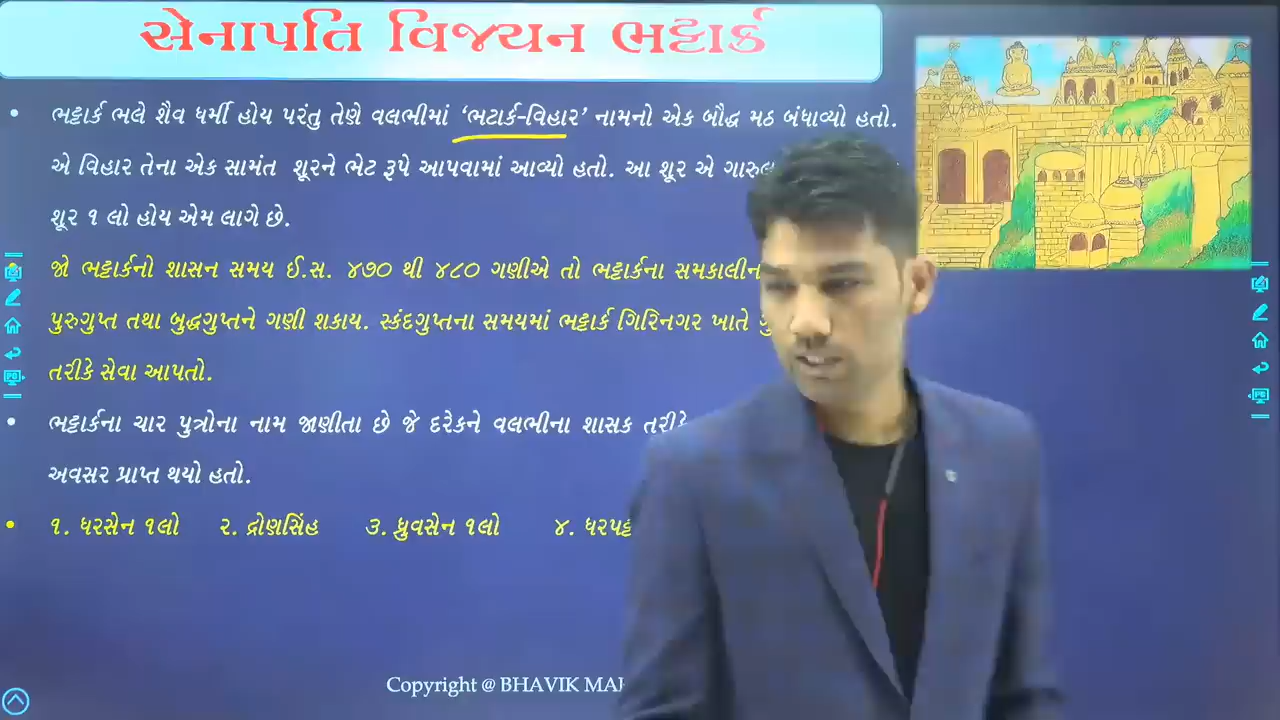 સેનાપતિ વિજયન ભટ્ટાર્ક
• ભટ્ટાર્ક ભલે શૈવ ધર્મી હોય પરંતુ તેણે વલભીમાં ‘ભટાર્ક-વિહાર’ નામનો એક બૌદ્ધ મઠ બંધાવ્યો હતો.
એ વિહાર તેના એક સામંત શૂરને ભેટ રૂપે આપવામાં આવ્યો હતો. આ શૂર એ
શૂર ૧ લો હોય એમ લાગે છે.
જો ભટ્ટાર્કનો શાસન સમય ઈ.સ. ૪૭૦ થી ૪૮૦ ગણીએ તો ભટ્ટાર્કના સમકાલીન
પુરુગુપ્ત તથા બુદ્ધગુપ્તને ગણી શકાય. સ્કંદગુપ્તના સમયમાં ભટ્ટાર્ક ગિરિનગર ખાતે
તરીકે સેવા આપતો.
• ભટ્ટાર્કના ચાર પુત્રોના નામ જાણીતા છે જે દરેકને વલભીના શાસક તરીકે
અવસર પ્રાપ્ત થયો હતો.
• ૧. ધરસેન ૧લો ૨. દ્રોણસિંહ ૩. ધ્રુવસેન ૧લો ૪.
Copyright @ BHAVIK